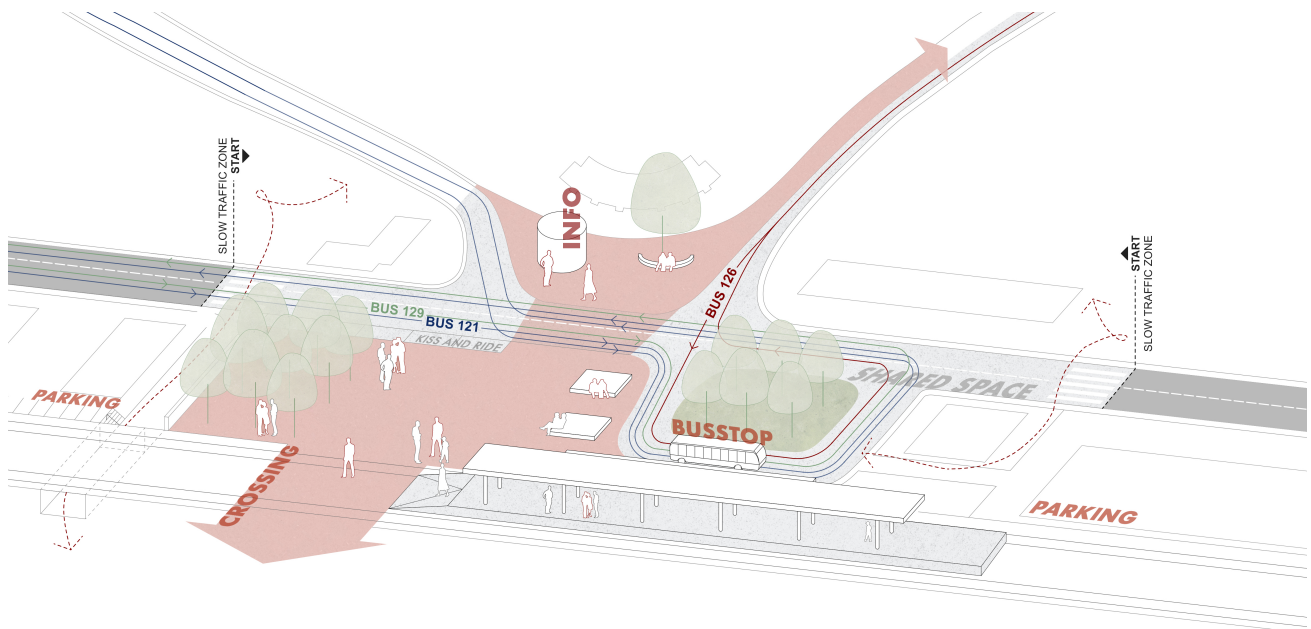 SLOW TRAFFIC ZONE
START
INFO
START
SLOW TRAFFIC ZONE
BUS 126
BUS 129
BUS 121
KISS AND RIDE
SHARED SPACE
PARKING
BUSSTOP
CROSSING
PARKING